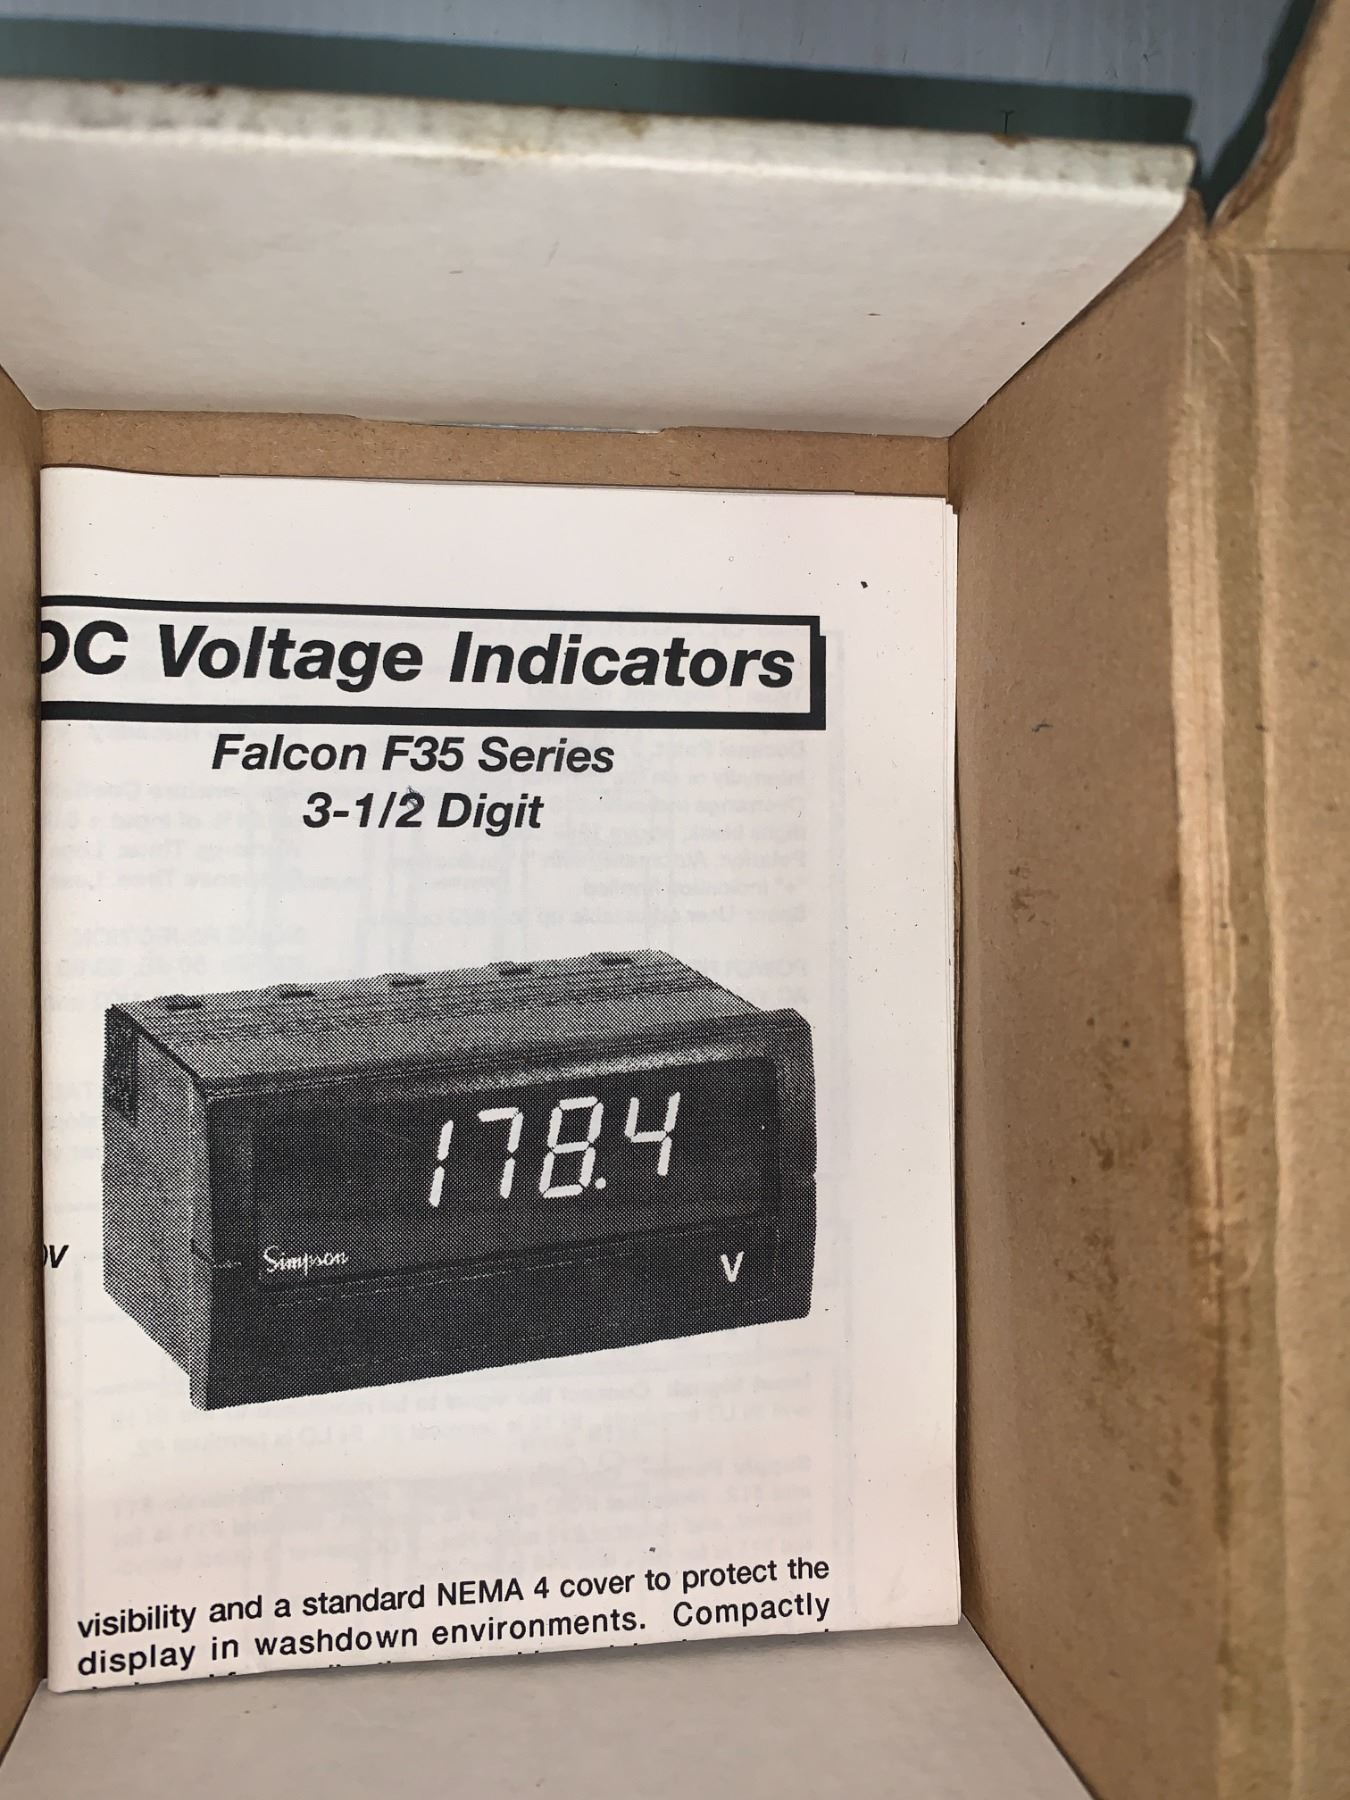 DC Voltage Indicators
Falcon F35 Series
3-1/2 Digit
178.4
Simpson
V
V
visibility and a standard NEMA 4 cover to protect the
display in washdown environments. Compactly